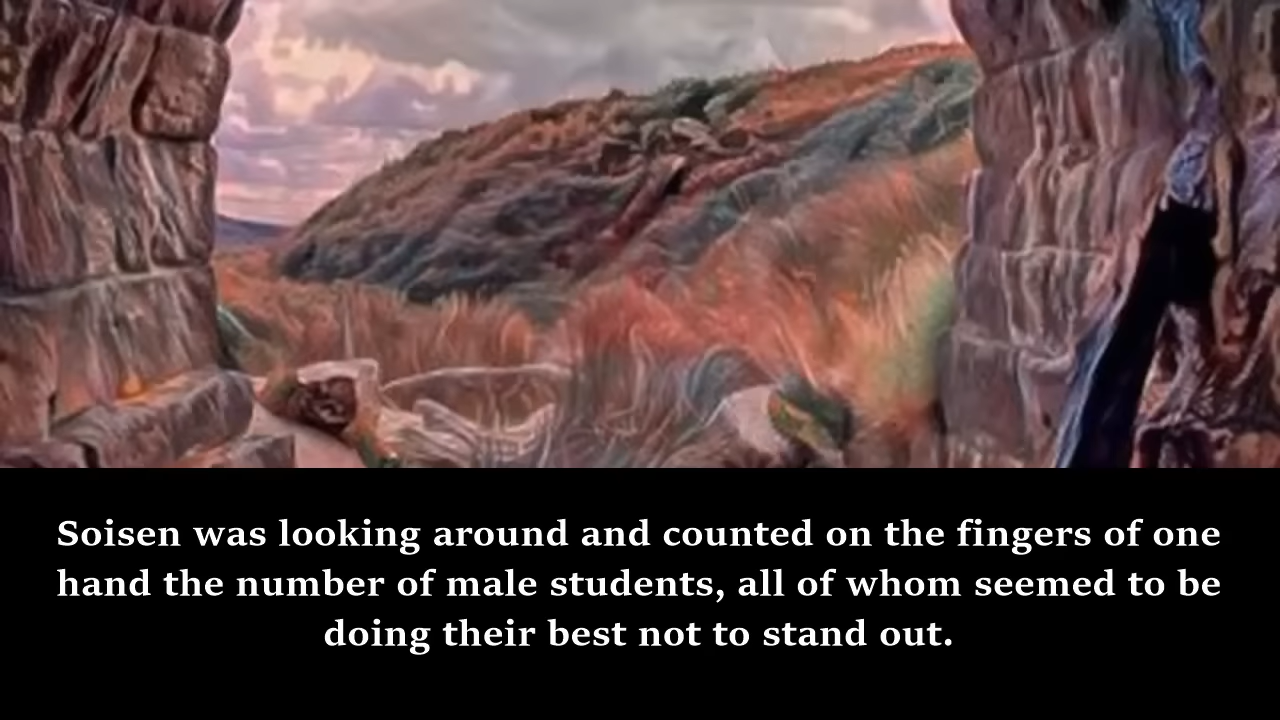 Soisen was looking around and counted on the fingers of one
hand the number of male students, all of whom seemed to be
doing their best not to stand out.